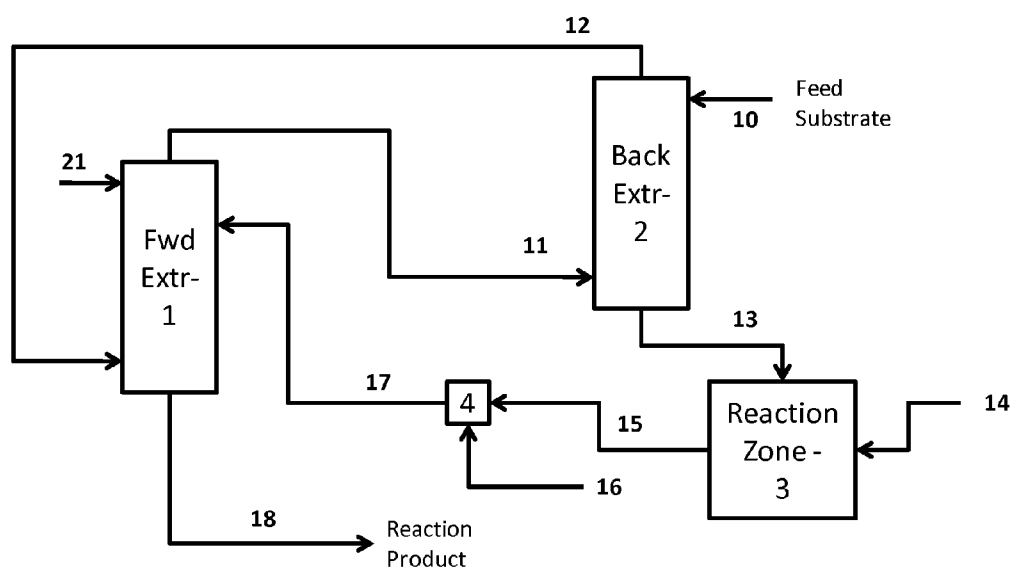 12
Feed
Substrate
10
21
Back
Extr-
2
Fwd
Extr-
1
11
13
17
4
15
Reaction
Zone -
3
14
16
18
Reaction
Product